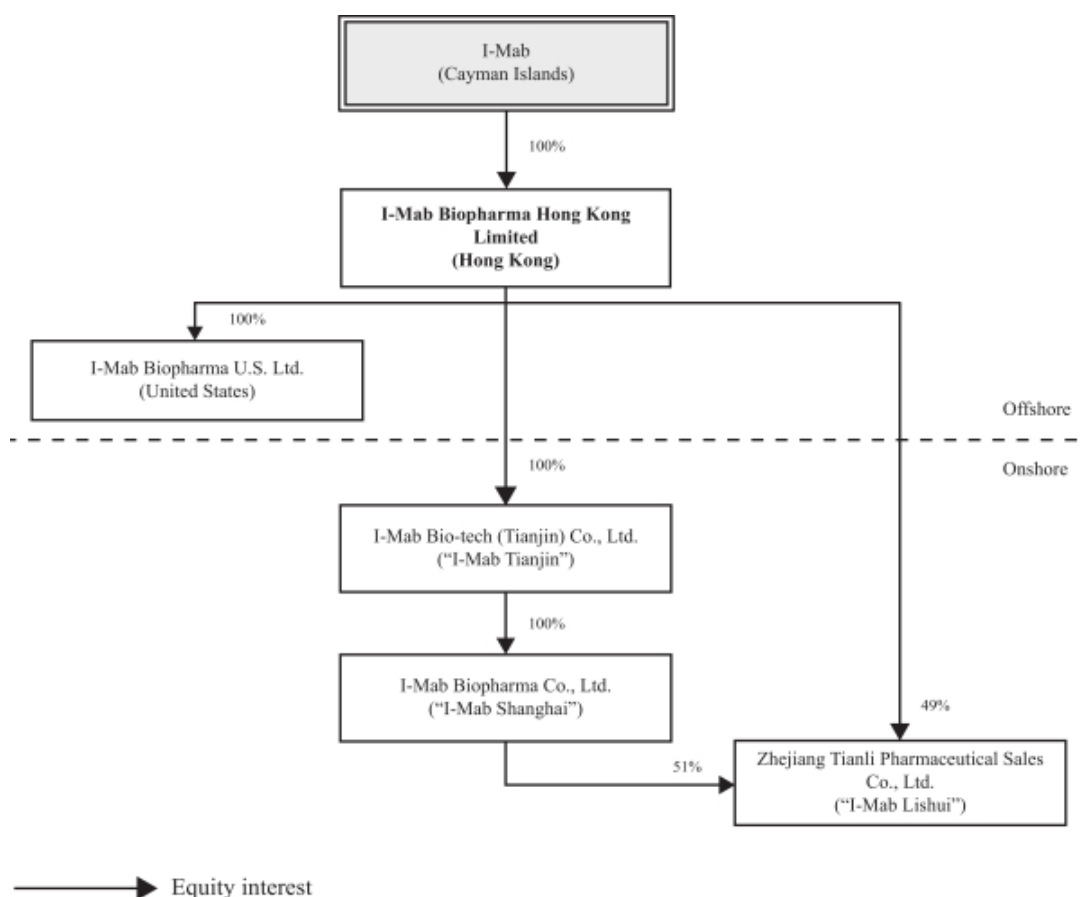 I-Mab
(Cayman Islands)
100%
I-Mab Biopharma Hong Kong
Limited
(Hong Kong)
100%
I-Mab Biopharma U.S. Ltd.
(United States)
Offshore
Onshore
100%
I-Mab Bio-tech (Tianjin) Co., Ltd.
(“I-Mab Tianjin”)
100%
I-Mab Biopharma Co., Ltd.
(“I-Mab Shanghai”)
49%
51%
Zhejiang Tianli Pharmaceutical Sales
Co., Ltd.
(“I-Mab Lishui”)
Equity interest